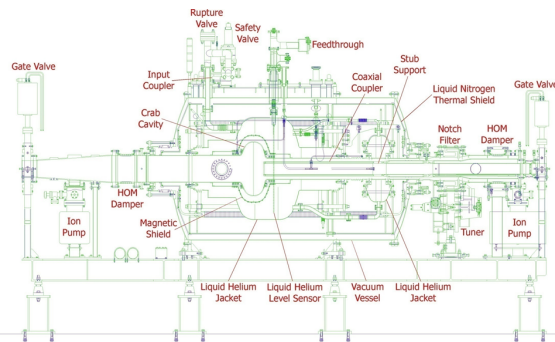 Rupture
Valve
Safety
Valve
Feedthrough
Gate Valve
Input
Coupler
Coaxial
Coupler
Stub
Support
Gate Valve
Liquid Nitrogen
Thermal Shield
Crab
Cavity
Notch
Filter
HOM
Damper
HOM
Damper
Ion
Pump
Magnetic
Shield
Tuner
Ion
Pump
Liquid Helium
Jacket
Liquid Helium
Level Sensor
Vacuum
Vessel
Liquid Helium
Jacket